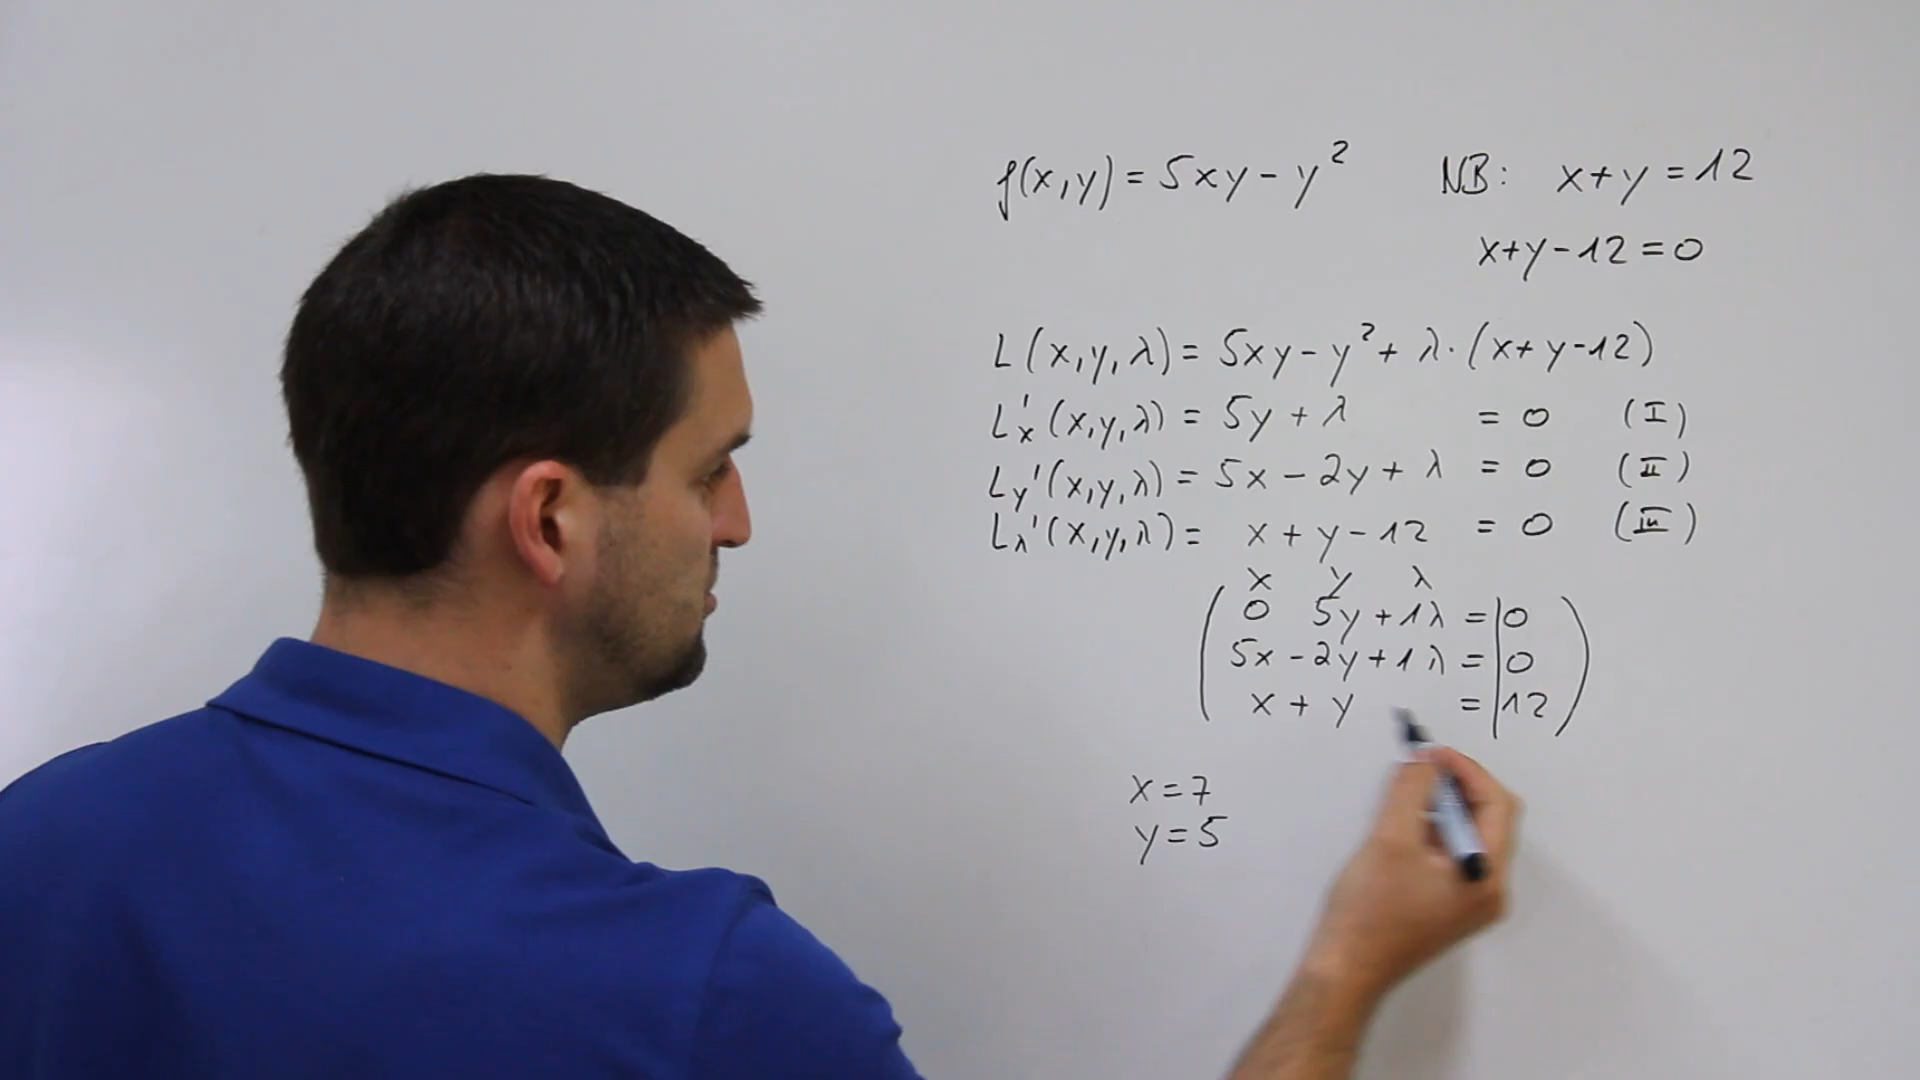 f(x,y) = 5xy - y² NB: x+y = 12
x+y-12 = 0
L(x,y,λ) = 5xy - y² + λ·(x+y-12)
Lx'(x,y,λ) = 5y + λ = 0 (I)
Ly'(x,y,λ) = 5x - 2y + λ = 0 (II)
Lλ'(x,y,λ) = x + y - 12 = 0 (III)
x y λ
0 5y + 1λ = | 0
5x - 2y + 1λ = | 0
x + y = | 12
x = 7
y = 5